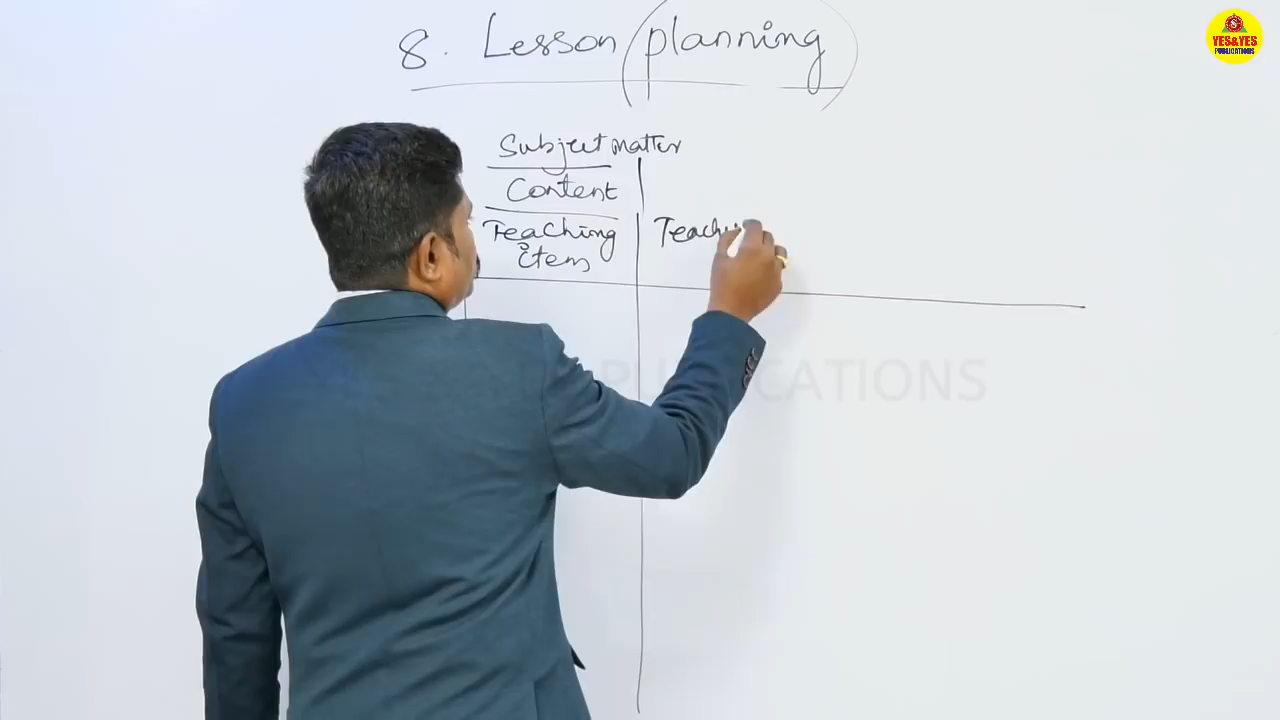 8. Lesson planning
Subject matter
Content
Teaching
item
YES&YES
PUBLICATIONS